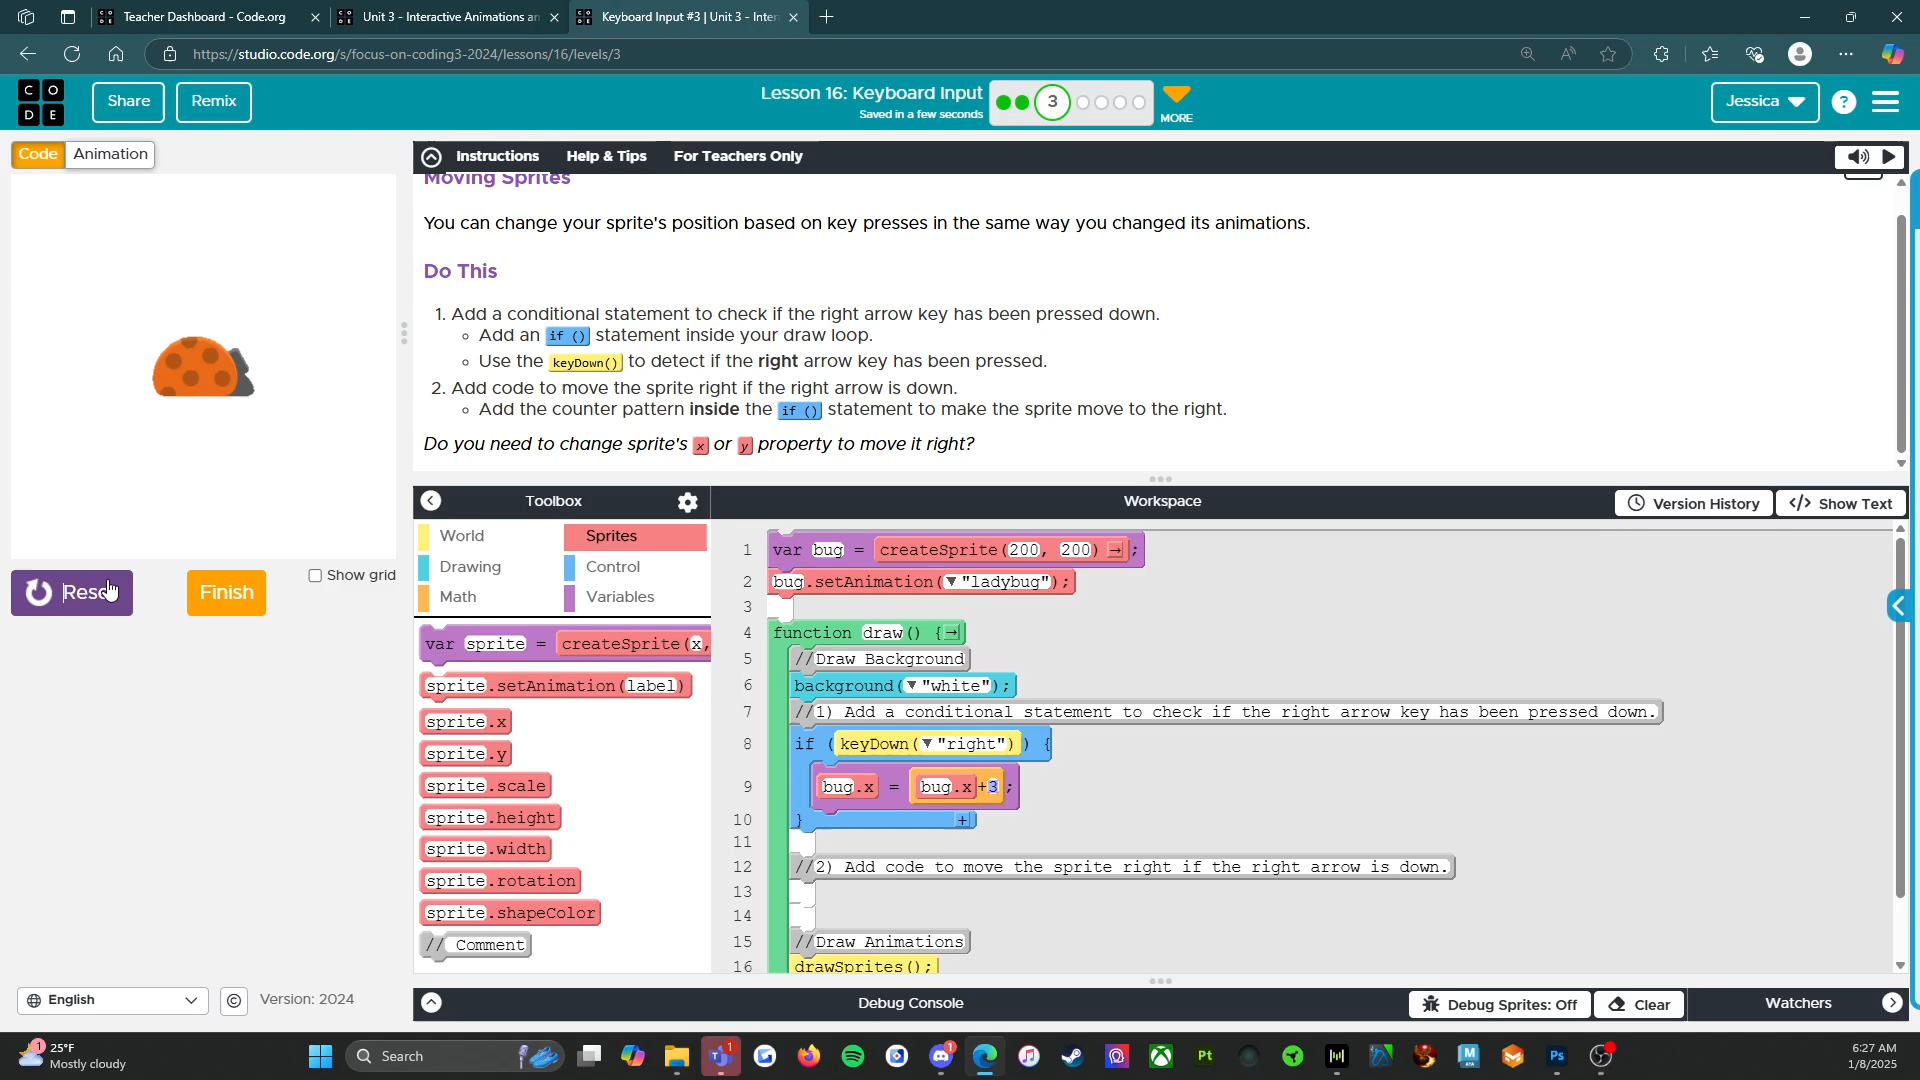 Teacher Dashboard - Code.org
Unit 3 - Interactive Animations an
Keyboard Input #3 | Unit 3 - Inter
https://studio.code.org/s/focus-on-coding3-2024/lessons/16/levels/3
C O
D E
Share
Remix
Lesson 16: Keyboard Input
Saved in a few seconds
3
MORE
Jessica
?
Code
Animation
Instructions
Help & Tips
For Teachers Only
Moving Sprites
You can change your sprite's position based on key presses in the same way you changed its animations.
Do This
1. Add a conditional statement to check if the right arrow key has been pressed down.
Add an if () statement inside your draw loop.
Use the keyDown() to detect if the right arrow key has been pressed.
2. Add code to move the sprite right if the right arrow is down.
Add the counter pattern inside the if () statement to make the sprite move to the right.
Do you need to change sprite's x or y property to move it right?
Reset
Finish
Show grid
Toolbox
Workspace
Version History
</> Show Text
World
Sprites
Drawing
Control
Math
Variables
var sprite = createSprite(x,
sprite.setAnimation(label)
sprite.x
sprite.y
sprite.scale
sprite.height
sprite.width
sprite.rotation
sprite.shapeColor
// Comment
1 var bug = createSprite(200, 200) → ;
2 bug.setAnimation(▼ "ladybug");
3
4 function draw() {→
5 //Draw Background
6 background(▼ "white");
7 //1) Add a conditional statement to check if the right arrow key has been pressed down.
8 if (keyDown(▼ "right")) {
9 bug.x = bug.x+3;
10 } +
11
12 //2) Add code to move the sprite right if the right arrow is down.
13
14
15 //Draw Animations
16 drawSprites();
English
©
Version: 2024
Debug Console
Debug Sprites: Off
Clear
Watchers
1
25°F
Mostly cloudy
Search
1
1
Pt
M
Ps
6:27 AM
1/8/2025